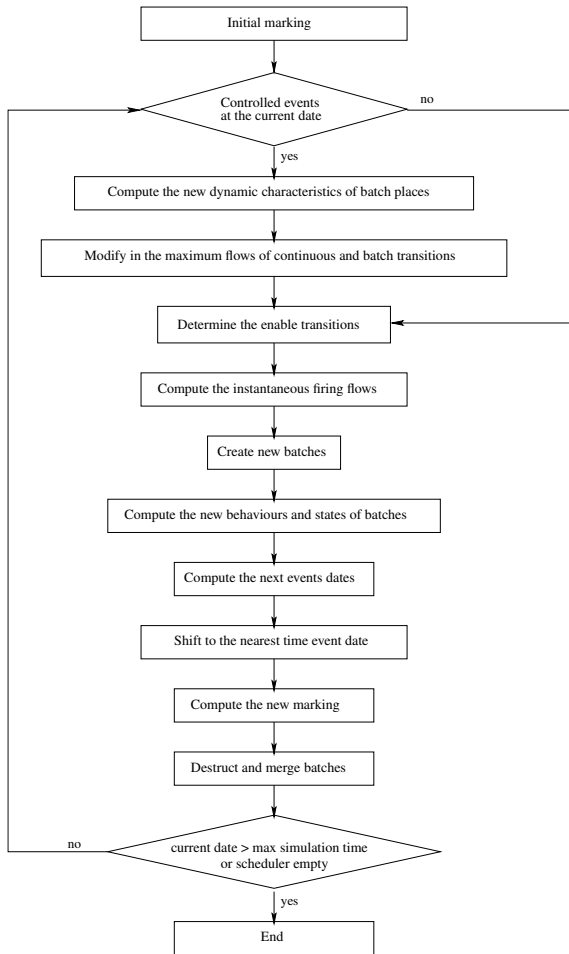 Initial marking
Controlled events
at the current date
no
yes
Compute the new dynamic characteristics of batch places
Modify in the maximum flows of continuous and batch transitions
Determine the enable transitions
Compute the instantaneous firing flows
Create new batches
Compute the new behaviours and states of batches
Compute the next events dates
Shift to the nearest time event date
Compute the new marking
Destruct and merge batches
no
current date > max simulation time
or scheduler empty
yes
End